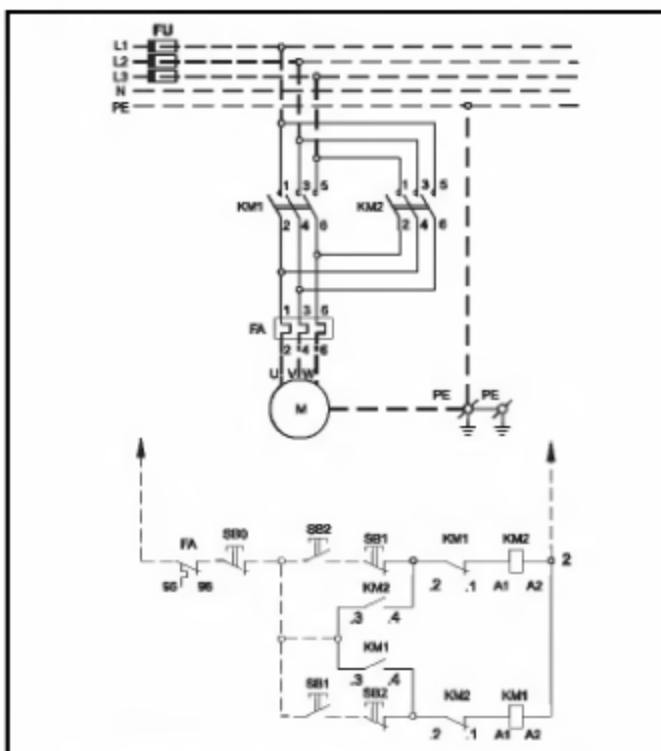 FU
L1
L2
L3
N
PE
1 3 5 1 3 5
KM1 KM2
2 4 6 2 4 6
1 3 5
FA
2 4 6
U V W
M PE PE
SB2 SB1 KM1 KM2
FA SB0
2
95 96 .2 .1 A1 A2
KM2
.3 .4
KM1
.3 .4
SB1 SB2 KM2 KM1
.2 .1 A1 A2